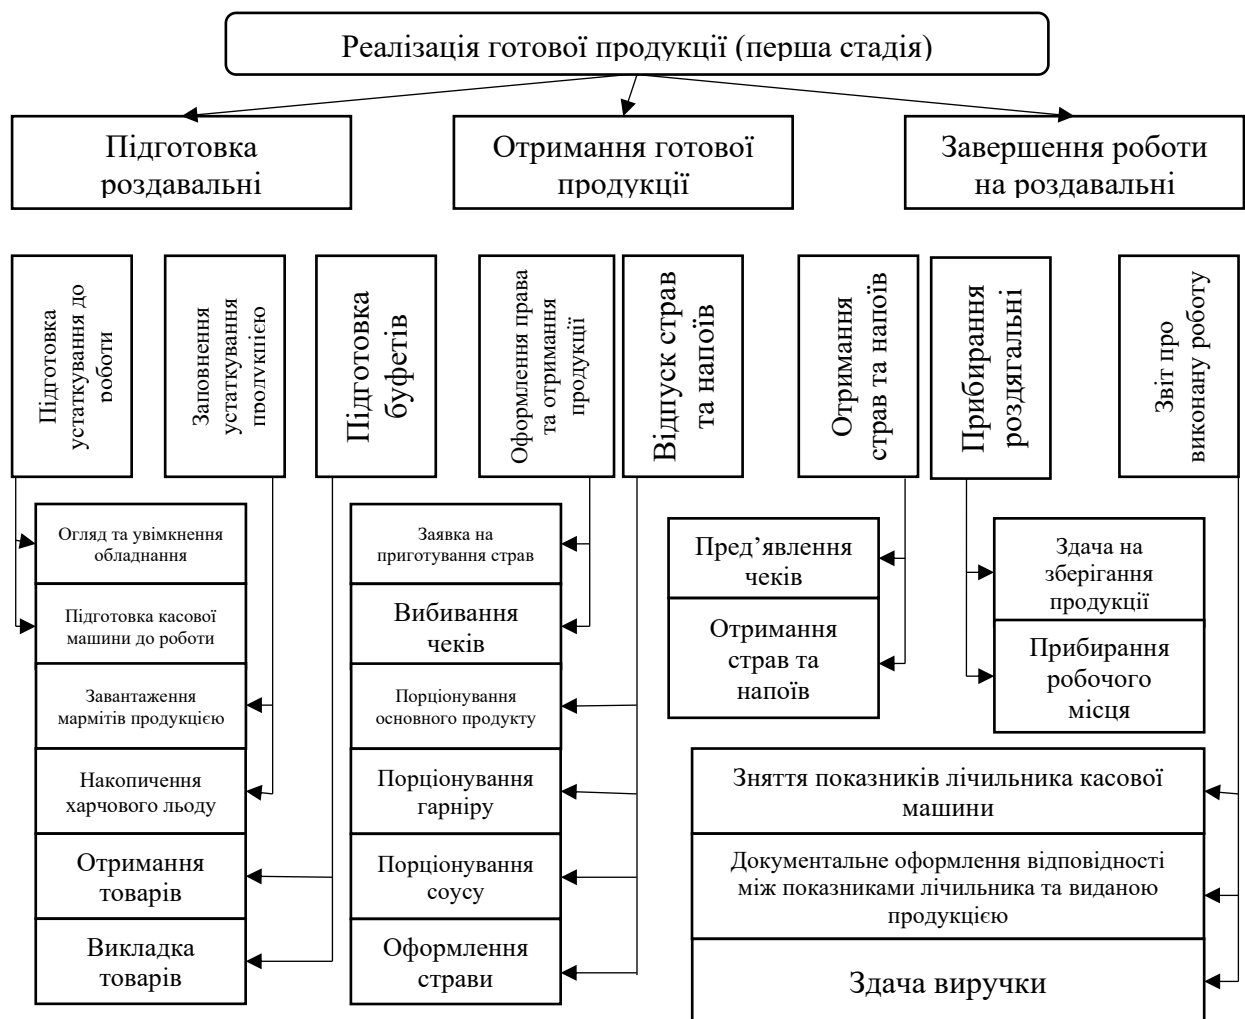 Реалізація готової продукції (перша стадія)
Підготовка
роздавальні
Отримання готової
продукції
Завершення роботи
на роздавальні
Підготовка
устаткування до
роботи
Заповнення
устаткування
продукцією
Підготовка
буфетів
Оформлення права
та отримання
продукції
Відпуск страв
та напоїв
Отримання
страв та напоїв
Прибирання
роздягальні
Звіт про
виконану роботу
Огляд та увімкнення
обладнання
Підготовка касової
машини до роботи
Завантаження
мармітів продукцією
Накопичення
харчового льоду
Отримання
товарів
Викладка
товарів
Заявка на
приготування страв
Вибивання
чеків
Порціонування
основного продукту
Порціонування
гарніру
Порціонування
соусу
Оформлення
страви
Пред’явлення
чеків
Отримання
страв та
напоїв
Здача на
зберігання
продукції
Прибирання
робочого
місця
Зняття показників лічильника касової
машини
Документальне оформлення відповідності
між показниками лічильника та виданою
продукцією
Здача виручки